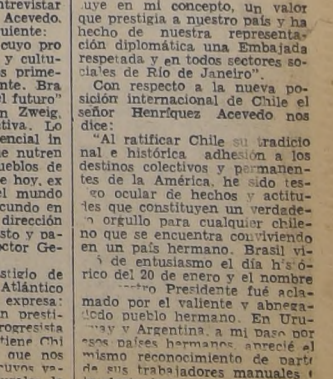 ntrevistar
Acevedo.
uiente:
cuyo pro
y cultu-
s prime-
nte. Bra
l futuro"
n Zweig,
tiva. Lo
encial in
e nutren
ueblos de
e hoy, ex
el mundo
cundo en
dirección
sto y pa-
ctor Ge-
stigio de
Atlántico
expresa:
n presti-
rogresista
tiene Chi
que nos
uyos va-
uye en mi concepto, un valor
que prestigia a nuestro país y ha
hecho de nuestra representa-
ción diplomática una Embajada
respetada y en todos sectores so-
ciales de Río de Janeiro".
Con respecto a la nueva po-
sición internacional de Chile el
señor Henríquez Acevedo nos
dice:
"Al ratificar Chile su tradicio
nal e histórica adhesión a los
destinos colectivos y permanen-
tes de la América, he sido tes-
go ocular de hechos y actitu-
des que constituyen un verdade-
o orgullo para cualquier chile-
no que se encuentra conviviendo
en un país hermano. Brasil vi-
de entusiasmo el día histó
rico del 20 de enero y el nombre
Presidente fué acla-
mado por el valiente y abnega-
do pueblo hermano. En Uru-
uay y Argentina, a mi paso por
esos países hermanos aprecié el
mismo reconocimiento de parte
de sus trabajadores manuales